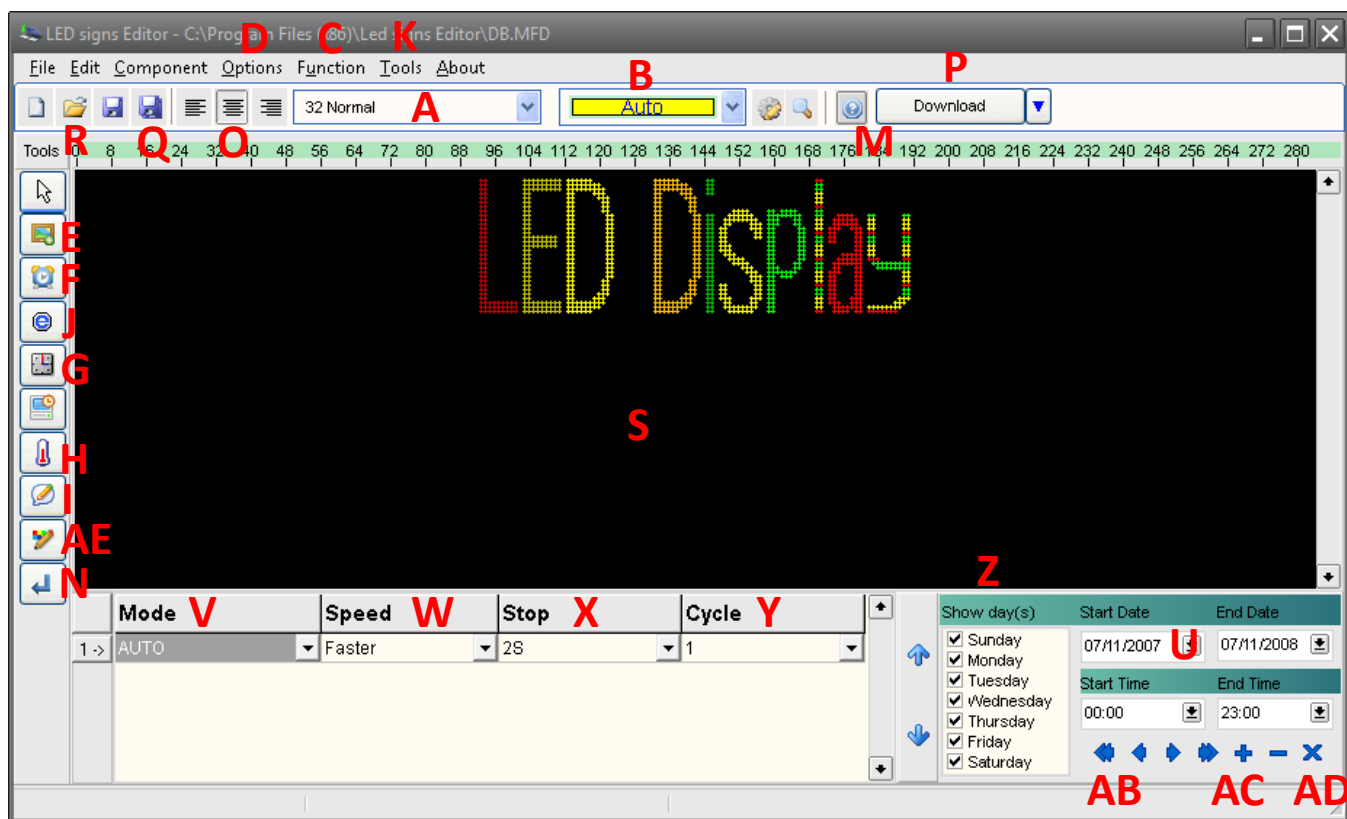 LED signs Editor - C:\Program Files (x86)\Led signs Editor\DB.MFD
D C K
File Edit Component Options Function Tools About
B P
32 Normal A Auto Download
R Q O M
Tools 0 8 16 24 32 40 48 56 64 72 80 88 96 104 112 120 128 136 144 152 160 168 176 184 192 200 208 216 224 232 240 248 256 264 272 280
LED Display
E
F
J
G
S
H
I
AE
N
Z
Mode V Speed W Stop X Cycle Y
1 -> AUTO Faster 2S 1
Show day(s) Start Date End Date
Sunday
Monday
Tuesday
Wednesday
Thursday
Friday
Saturday
07/11/2007 U 07/11/2008
Start Time End Time
00:00 23:00
AB AC AD